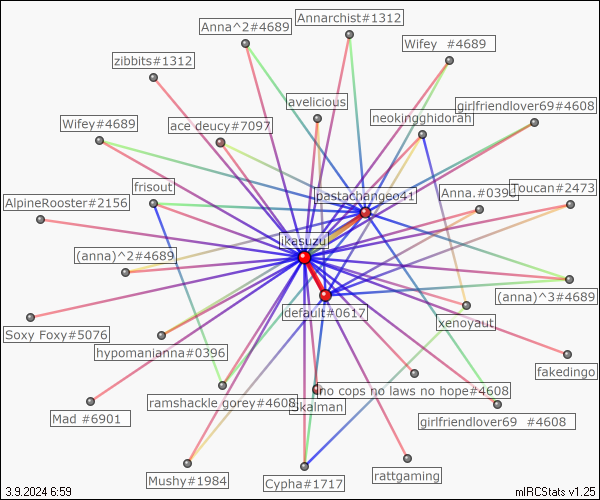 Annarchist#1312
Anna^2#4689
Wifey  #4689
zibbits#1312
avelicious
girlfriendlover69#4608
neokingghidorah
Wifey#4689
ace deucy#7097
frisout
pastachangeo41
Anna.#0396
Toucan#2473
AlpineRooster#2156
ikasuzu
(anna)^2#4689
(anna)^3#4689
default#0617
xenoyaut
Soxy Foxy#5076
hypomanianna#0396
fakedingo
no cops no laws no hope#4608
ramshackle gorey#4608
Skalman
Mad #6901
girlfriendlover69  #4608
Mushy#1984
Cypha#1717
rattgaming
3.9.2024 6:59
mIRCStats v1.25